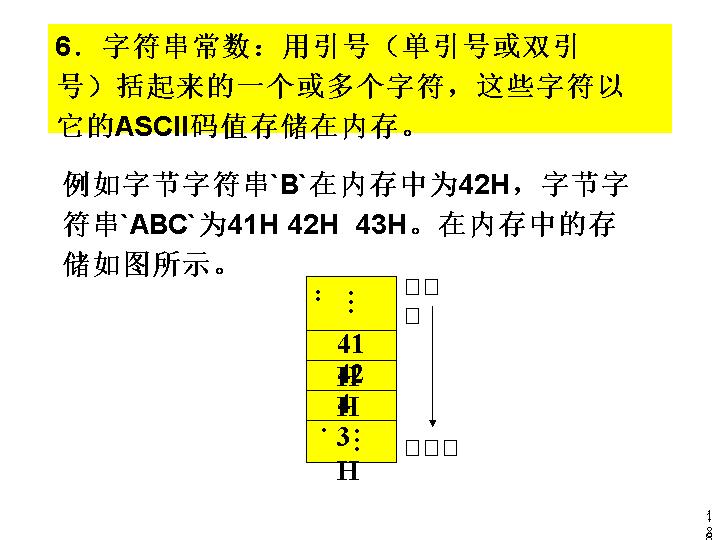 6．字符串常数：用引号（单引号或双引
号）括起来的一个或多个字符，这些字符以
它的ASCII码值存储在内存。
例如字节字符串`B`在内存中为42H，字节字
符串`ABC`为41H 42H 43H。在内存中的存
储如图所示。
： ⋮
41
H
42
H
4
3
H
⋮
1
8